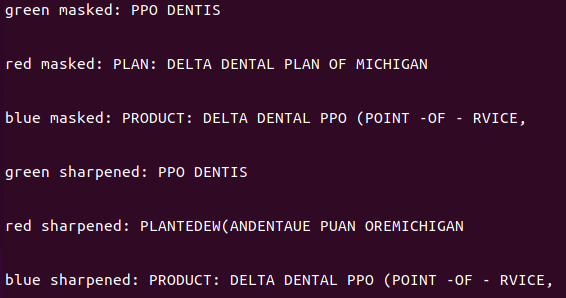 green masked: PPO DENTIS
red masked: PLAN: DELTA DENTAL PLAN OF MICHIGAN
blue masked: PRODUCT: DELTA DENTAL PPO (POINT -OF - RVICE,
green sharpened: PPO DENTIS
red sharpened: PLANTEDEW(ANDENTAUE PUAN OREMICHIGAN
blue sharpened: PRODUCT: DELTA DENTAL PPO (POINT -OF - RVICE,